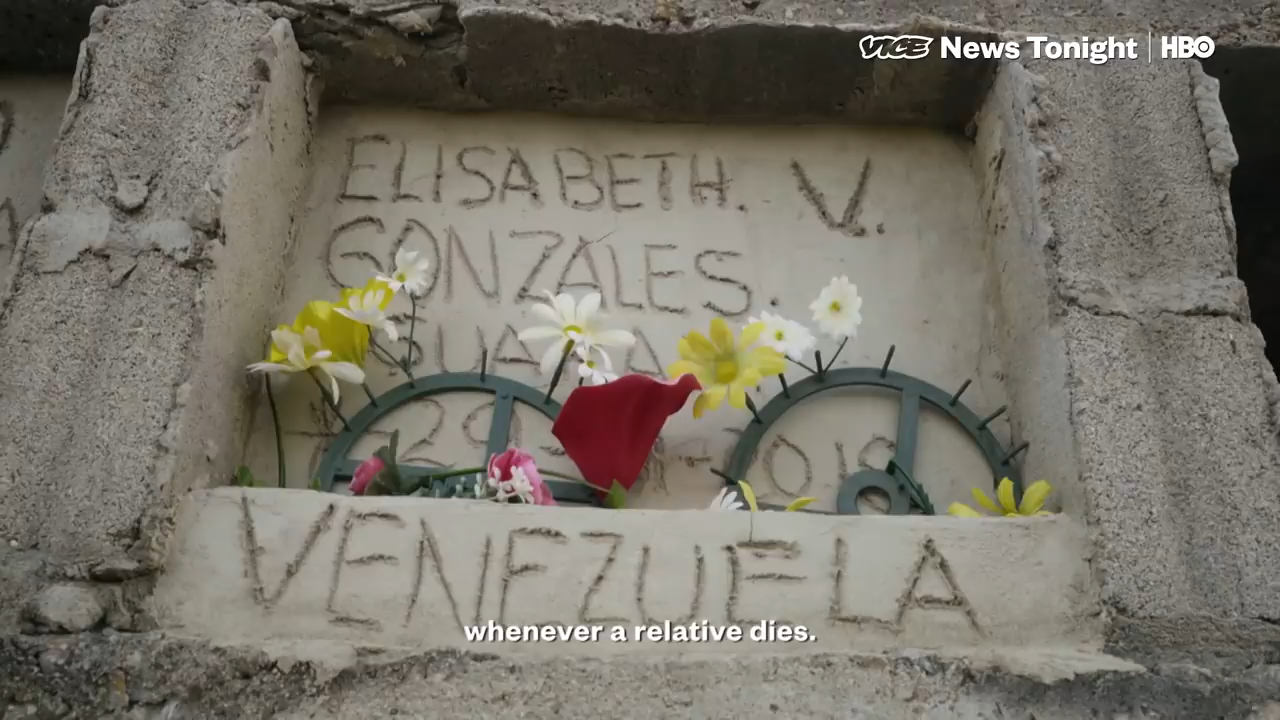 VICE News Tonight | HBO
ELISABETH. V.
GONZALES.
VENEZUELA
whenever a relative dies.